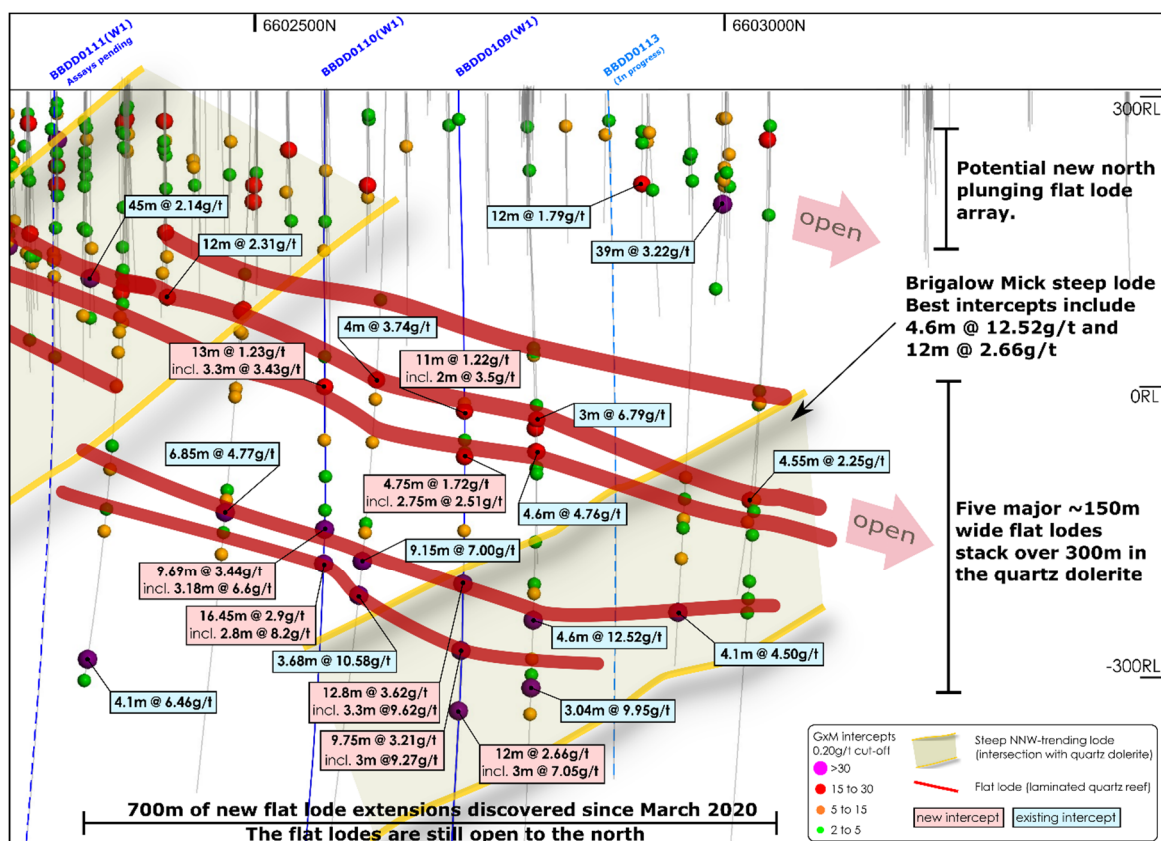 6602500N
6603000N
BBDD0111(W1)
Assays pending
BBDD0110(W1)
BBDD0109(W1)
BBDD0113
(In progress)
300RL
Potential new north
plunging flat lode
array.
45m @ 2.14g/t
12m @ 1.79g/t
open
12m @ 2.31g/t
39m @ 3.22g/t
Brigalow Mick steep lode
Best intercepts include
4.6m @ 12.52g/t and
12m @ 2.66g/t
4m @ 3.74g/t
13m @ 1.23g/t
incl. 3.3m @ 3.43g/t
11m @ 1.22g/t
incl. 2m @ 3.5g/t
0RL
3m @ 6.79g/t
6.85m @ 4.77g/t
4.55m @ 2.25g/t
4.75m @ 1.72g/t
incl. 2.75m @ 2.51g/t
4.6m @ 4.76g/t
open
Five major ~150m
wide flat lodes
stack over 300m in
the quartz dolerite
9.15m @ 7.00g/t
9.69m @ 3.44g/t
incl. 3.18m @ 6.6g/t
16.45m @ 2.9g/t
incl. 2.8m @ 8.2g/t
4.6m @ 12.52g/t
3.68m @ 10.58g/t
4.1m @ 4.50g/t
-300RL
4.1m @ 6.46g/t
12.8m @ 3.62g/t
incl. 3.3m @9.62g/t
3.04m @ 9.95g/t
9.75m @ 3.21g/t
incl. 3m @9.27g/t
12m @ 2.66g/t
incl. 3m @ 7.05g/t
GxM intercepts
0.20g/t cut-off
>30
15 to 30
5 to 15
2 to 5
Steep NNW-trending lode
(intersection with quartz dolerite)
Flat lode (laminated quartz reef)
new intercept
existing intercept
700m of new flat lode extensions discovered since March 2020
The flat lodes are still open to the north